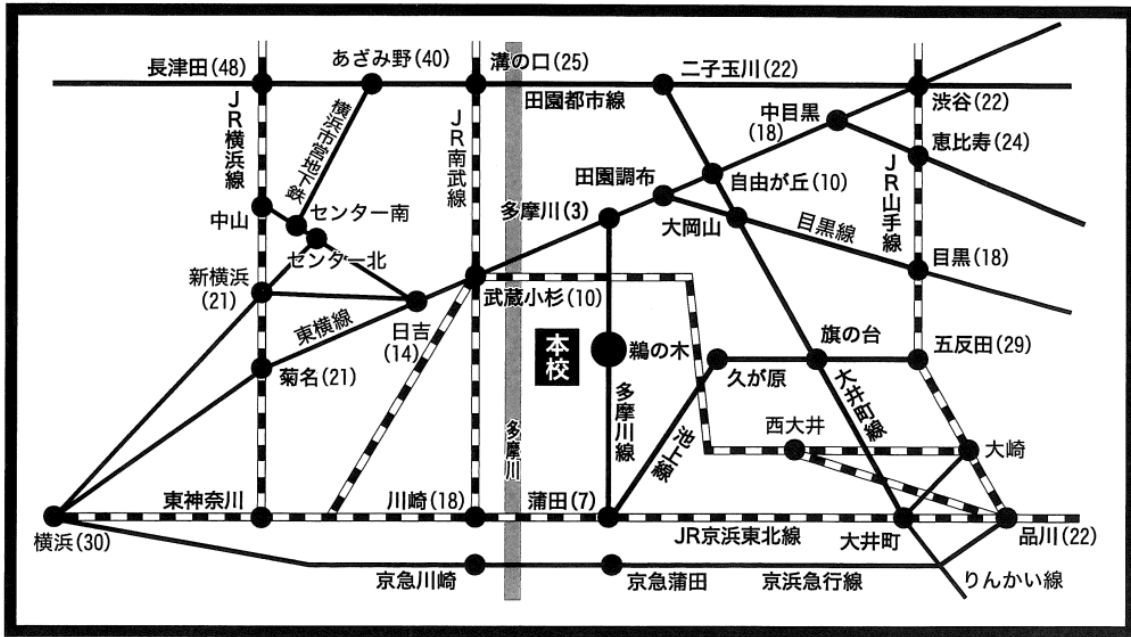 長津田(48)
あざみ野(40)
溝の口(25)
二子玉川(22)
渋谷(22)
田園都市線
JR横浜線
横浜市営地下鉄
JR南武線
中目黒
(18)
恵比寿(24)
田園調布
自由が丘(10)
JR山手線
多摩川(3)
大岡山
目黒線
目黒(18)
中山
センター南
センター北
新横浜
(21)
武蔵小杉(10)
東横線
日吉
(14)
本校
鵜の木
旗の台
五反田(29)
菊名(21)
久が原
大井町線
多摩川線
池上線
西大井
大崎
多摩川
東神奈川
川崎(18)
蒲田(7)
横浜(30)
JR京浜東北線
大井町
品川(22)
京急川崎
京急蒲田
京浜急行線
りんかい線